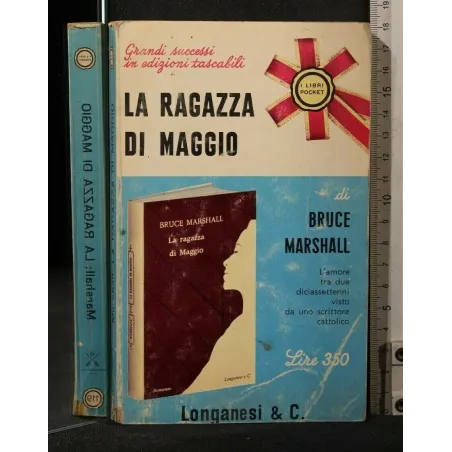 Grandi successi
in edizioni tascabili
I LIBRI
POCKET
LA RAGAZZA
DI MAGGIO
di
BRUCE
MARSHALL
L'amore
tra due
diciassettenni
visto
da uno scrittore
cattolico
Lire 350
BRUCE MARSHALL
La ragazza
di Maggio
Longanesi e C.
Longanesi & C.
Marshall: LA RAGAZZA DI MAGGIO